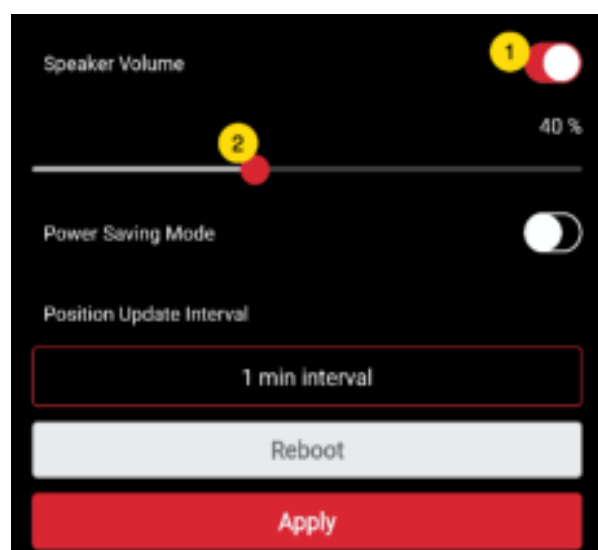 Speaker Volume
1
40 %
2
Power Saving Mode
Position Update Interval
1 min interval
Reboot
Apply